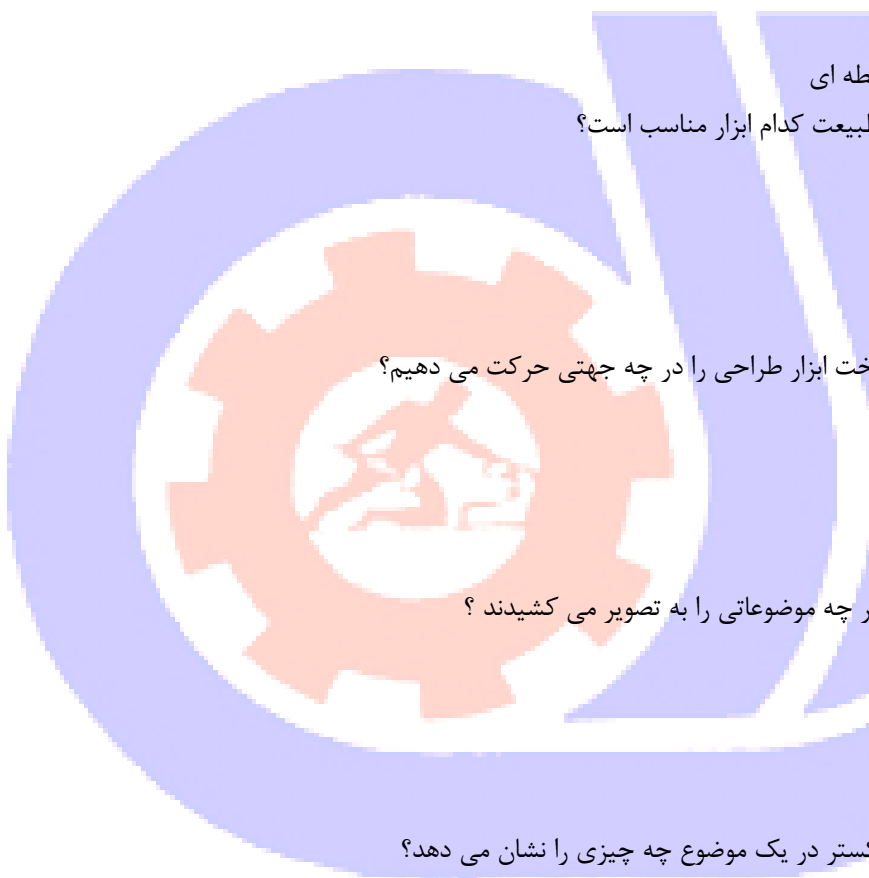 طه ای
طبیعت کدام ابزار مناسب است؟
خت ابزار طراحی را در چه جهتی حرکت می دهیم؟
ر چه موضوعاتی را به تصویر می کشیدند ؟
کستر در یک موضوع چه چیزی را نشان می دهد؟